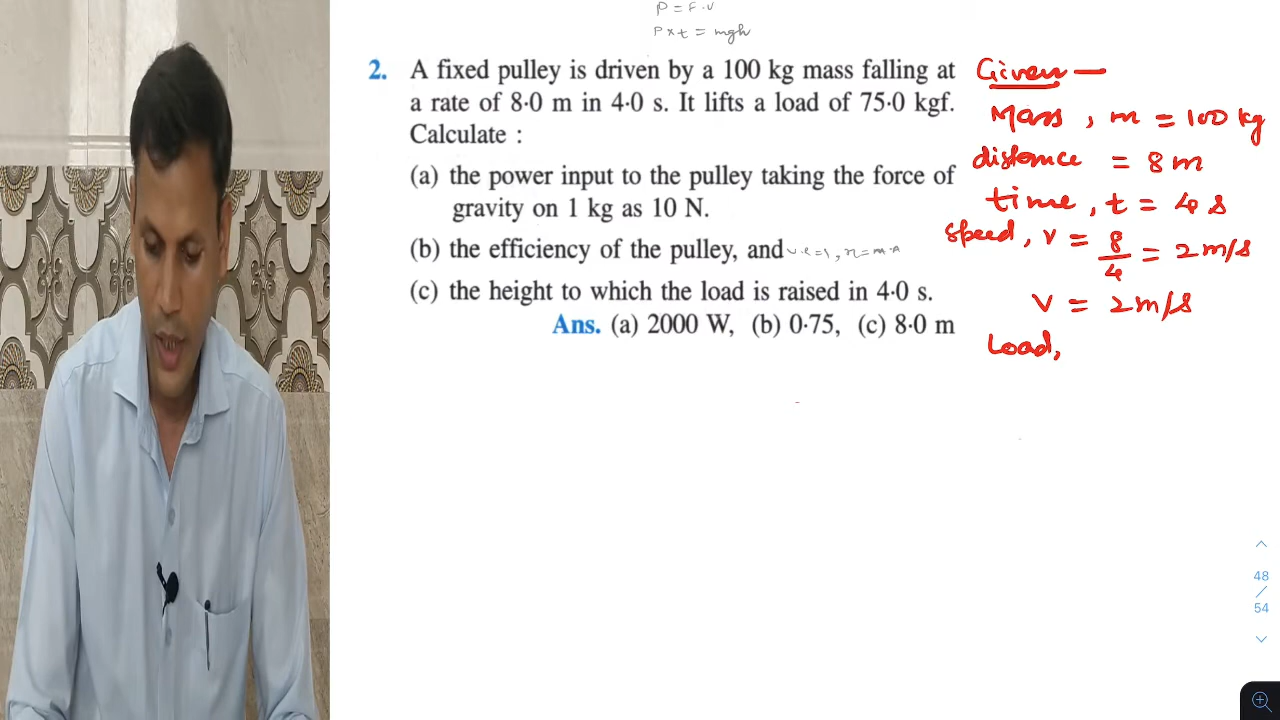 P = F.V
P x t = mgh
2. A fixed pulley is driven by a 100 kg mass falling at
a rate of 8·0 m in 4·0 s. It lifts a load of 75·0 kgf.
Calculate :
(a) the power input to the pulley taking the force of
gravity on 1 kg as 10 N.
(b) the efficiency of the pulley, and V.R=1, η=M.A
(c) the height to which the load is raised in 4·0 s.
Ans. (a) 2000 W, (b) 0·75, (c) 8·0 m
Given —
Mass, m = 100 kg
distance = 8 m
time, t = 4 s
speed, v = 8/4 = 2 m/s
v = 2 m/s
Load,
48
/
54